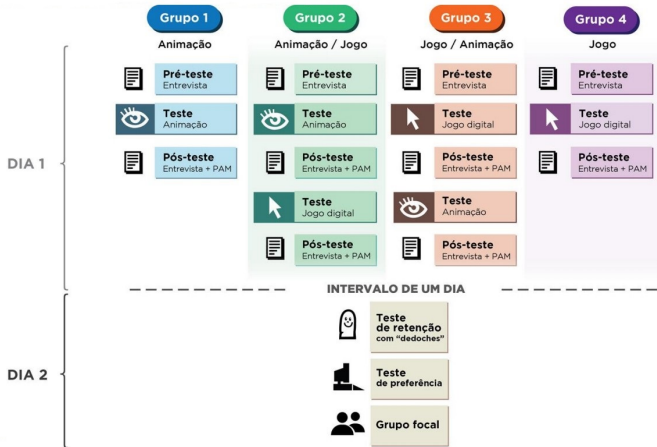 Grupo 1
Animação
Grupo 2
Animação / Jogo
Grupo 3
Jogo / Animação
Grupo 4
Jogo
DIA 1
Pré-teste
Entrevista
Teste
Animação
Pós-teste
Entrevista + PAM
Pré-teste
Entrevista
Teste
Animação
Pós-teste
Entrevista + PAM
Teste
Jogo digital
Pós-teste
Entrevista + PAM
Pré-teste
Entrevista
Teste
Jogo digital
Pós-teste
Entrevista + PAM
Teste
Animação
Pós-teste
Entrevista + PAM
Pré-teste
Entrevista
Teste
Jogo digital
Pós-teste
Entrevista + PAM
INTERVALO DE UM DIA
DIA 2
Teste
de retenção
com “dedoches”
Teste
de preferência
Grupo focal